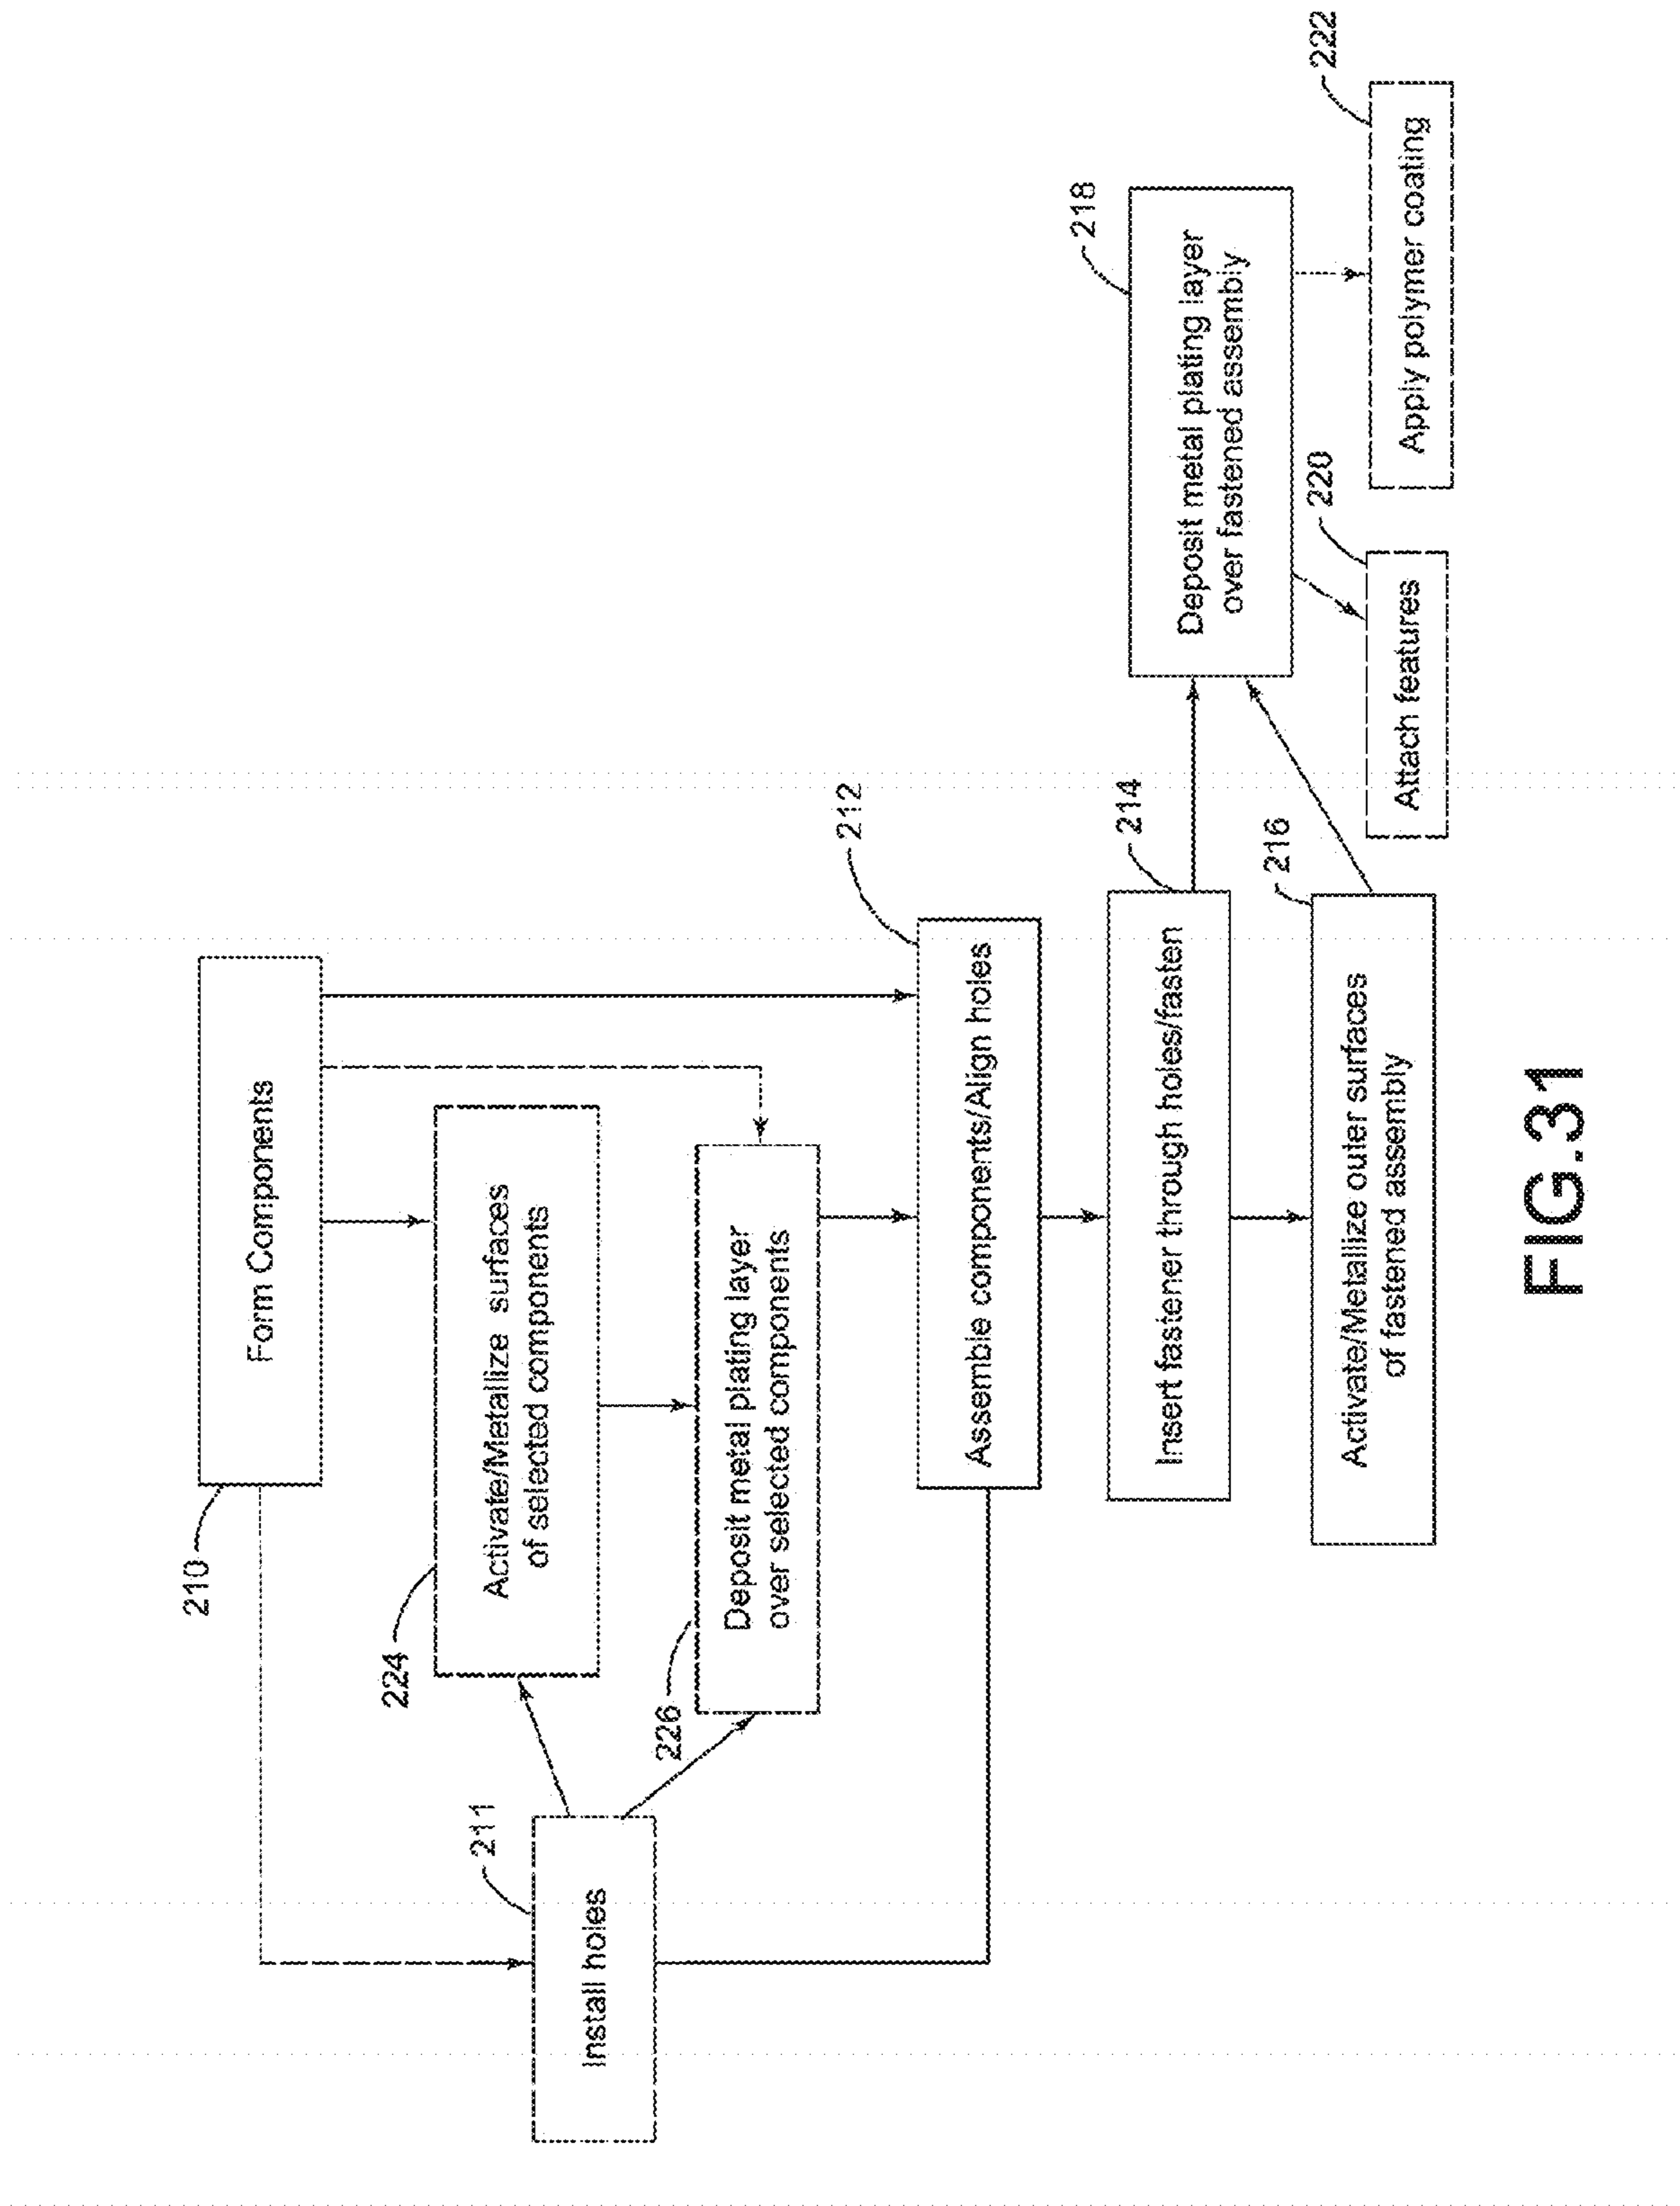 210
Form Components
224
Activate/Metallize surfaces
of selected components
211
Install holes
226
Deposit metal plating layer
over selected components
212
Assemble components/Align holes
214
Insert fastener through holes/fasten
216
Activate/Metallize outer surfaces
of fastened assembly
218
Deposit metal plating layer
over fastened assembly
220
Attach features
222
Apply polymer coating
FIG.31